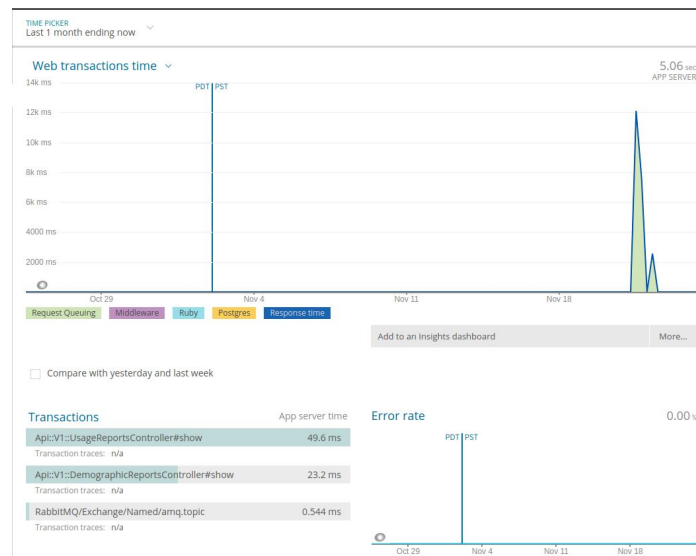 TIME PICKER
Last 1 month ending now
Web transactions time
5.06 sec
APP SERVER
14k ms
PDT PST
12k ms
10k ms
8k ms
6k ms
4000 ms
2000 ms
Oct 29 Nov 4 Nov 11 Nov 18
Request Queuing Middleware Ruby Postgres Response time
Add to an Insights dashboard More...
Compare with yesterday and last week
Transactions App server time
Api::V1::UsageReportsController#show 49.6 ms
Transaction traces: n/a
Api::V1::DemographicReportsController#show 23.2 ms
Transaction traces: n/a
RabbitMQ/Exchange/Named/amq.topic 0.544 ms
Transaction traces: n/a
Error rate 0.00 %
PDT PST
Oct 29 Nov 4 Nov 11 Nov 18